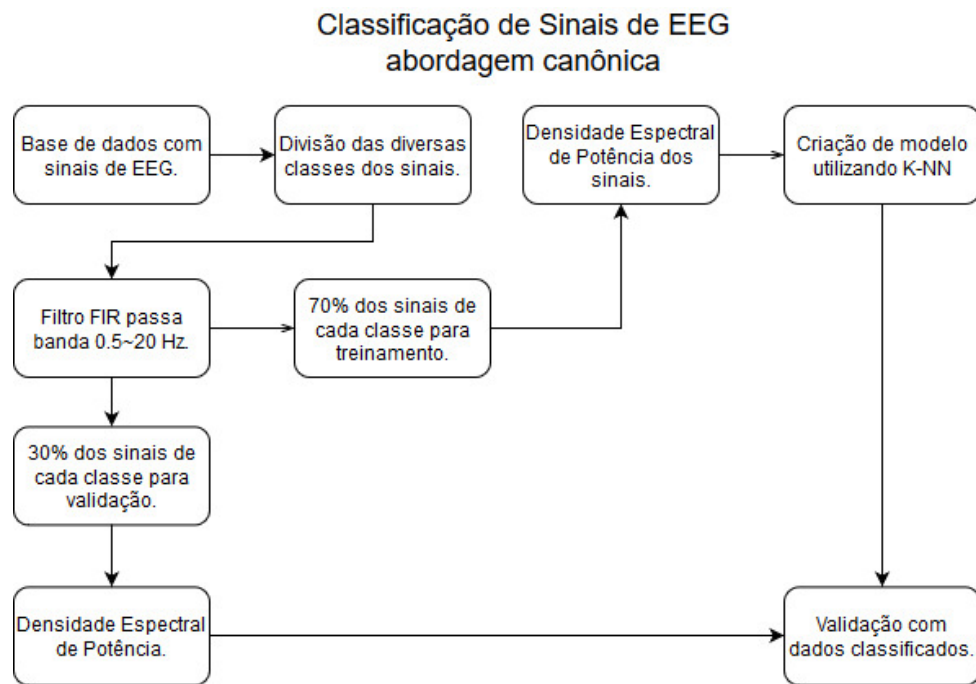 Classificação de Sinais de EEG
abordagem canônica
Base de dados com
sinais de EEG.
Divisão das diversas
classes dos sinais.
Densidade Espectral
de Potência dos
sinais.
Criação de modelo
utilizando K-NN
Filtro FIR passa
banda 0.5~20 Hz.
70% dos sinais de
cada classe para
treinamento.
30% dos sinais de
cada classe para
validação.
Densidade Espectral
de Potência.
Validação com
dados classificados.